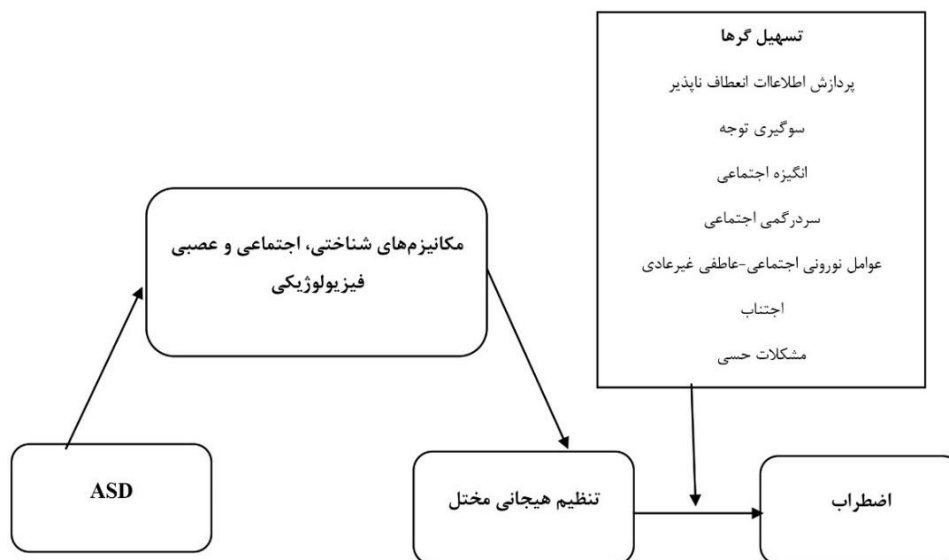 تسهیل گرها
پردازش اطلاعاات انعطاف ناپذیر
سوگیری توجه
انگیزه اجتماعی
سردرگمی اجتماعی
عوامل نورونی اجتماعی-عاطفی غیرعادی
اجتناب
مشکلات حسی
مکانیزم‌های شناختی، اجتماعی و عصبی
فیزیولوژیکی
ASD
تنظیم هیجانی مختل
اضطراب